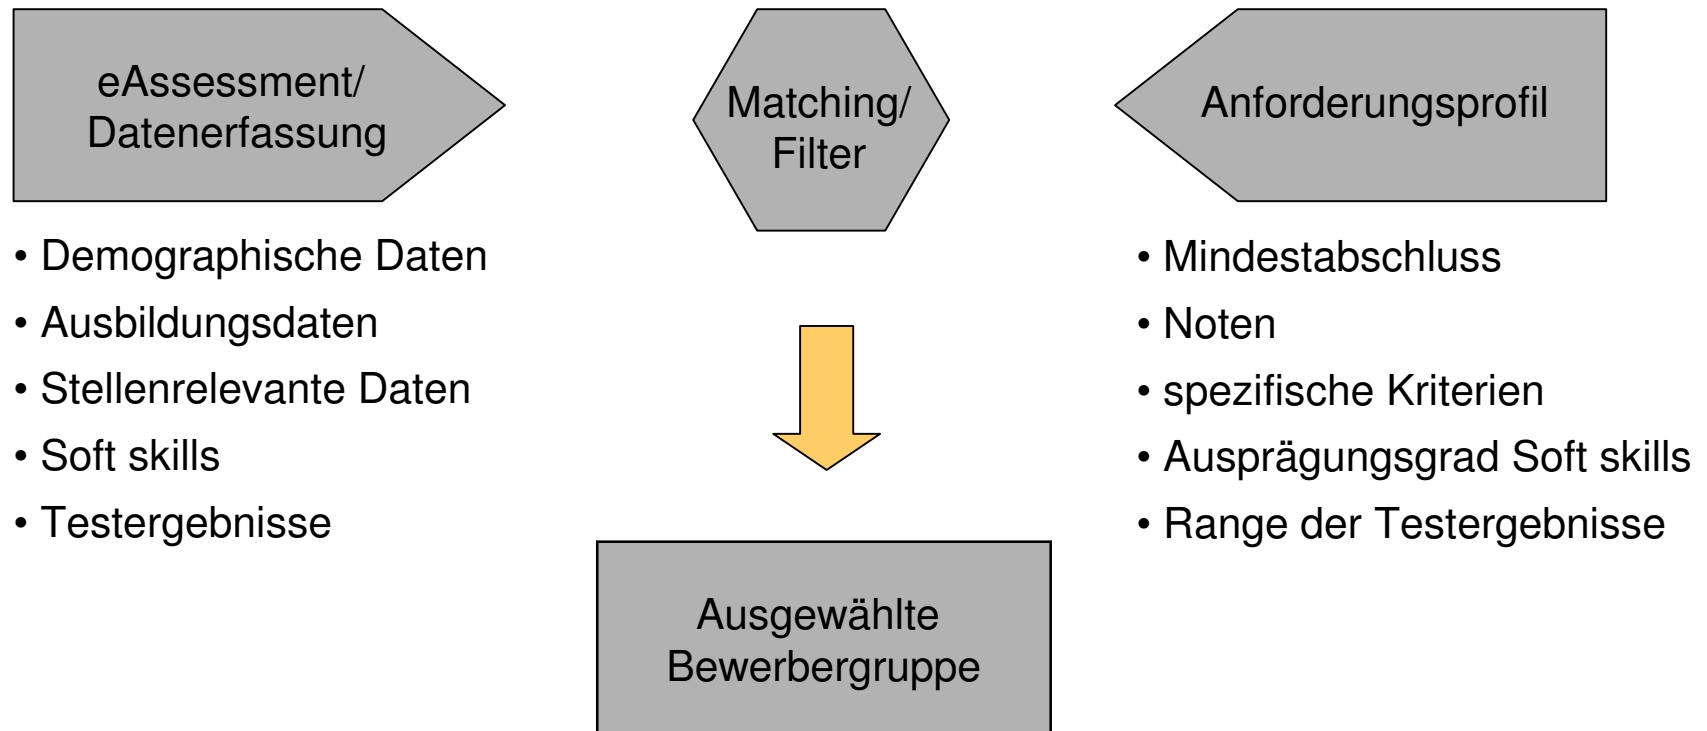 eAssessment/
Datenerfassung
• Demographische Daten
• Ausbildungsdaten
• Stellenrelevante Daten
• Soft skills
• Testergebnisse
Matching/
Filter
Ausgewählte
Bewerbergruppe
Anforderungsprofil
• Mindestabschluss
• Noten
• spezifische Kriterien
• Ausprägungsgrad Soft skills
• Range der Testergebnisse